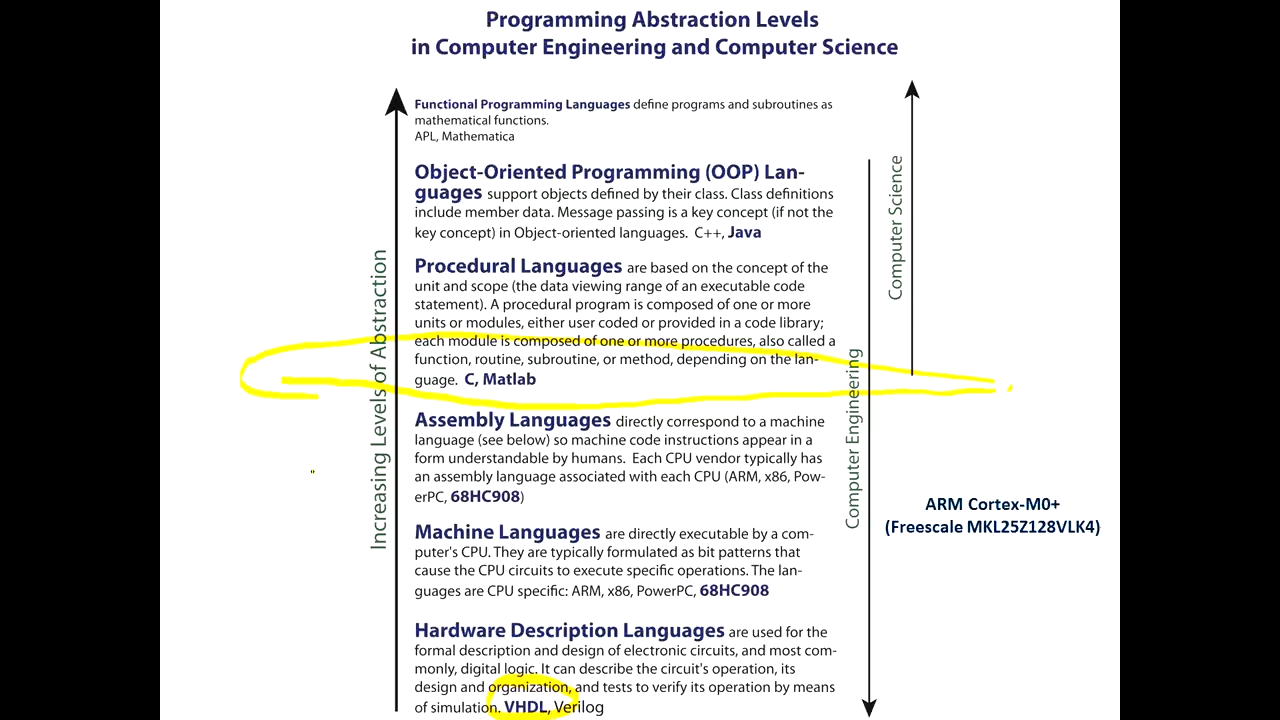 Programming Abstraction Levels
in Computer Engineering and Computer Science
Functional Programming Languages define programs and subroutines as
mathematical functions.
APL, Mathematica
Object-Oriented Programming (OOP) Lan-
guages support objects defined by their class. Class definitions
include member data. Message passing is a key concept (if not the
key concept) in Object-oriented languages. C++, Java
Procedural Languages are based on the concept of the
unit and scope (the data viewing range of an executable code
statement). A procedural program is composed of one or more
units or modules, either user coded or provided in a code library;
each module is composed of one or more procedures, also called a
function, routine, subroutine, or method, depending on the lan-
guage. C, Matlab
Assembly Languages directly correspond to a machine
language (see below) so machine code instructions appear in a
form understandable by humans. Each CPU vendor typically has
an assembly language associated with each CPU (ARM, x86, Pow-
erPC, 68HC908)
Machine Languages are directly executable by a com-
puter's CPU. They are typically formulated as bit patterns that
cause the CPU circuits to execute specific operations. The lan-
guages are CPU specific: ARM, x86, PowerPC, 68HC908
Hardware Description Languages are used for the
formal description and design of electronic circuits, and most com-
monly, digital logic. It can describe the circuit's operation, its
design and organization, and tests to verify its operation by means
of simulation. VHDL, Verilog
Increasing Levels of Abstraction
Computer Engineering
Computer Science
ARM Cortex-M0+
(Freescale MKL25Z128VLK4)